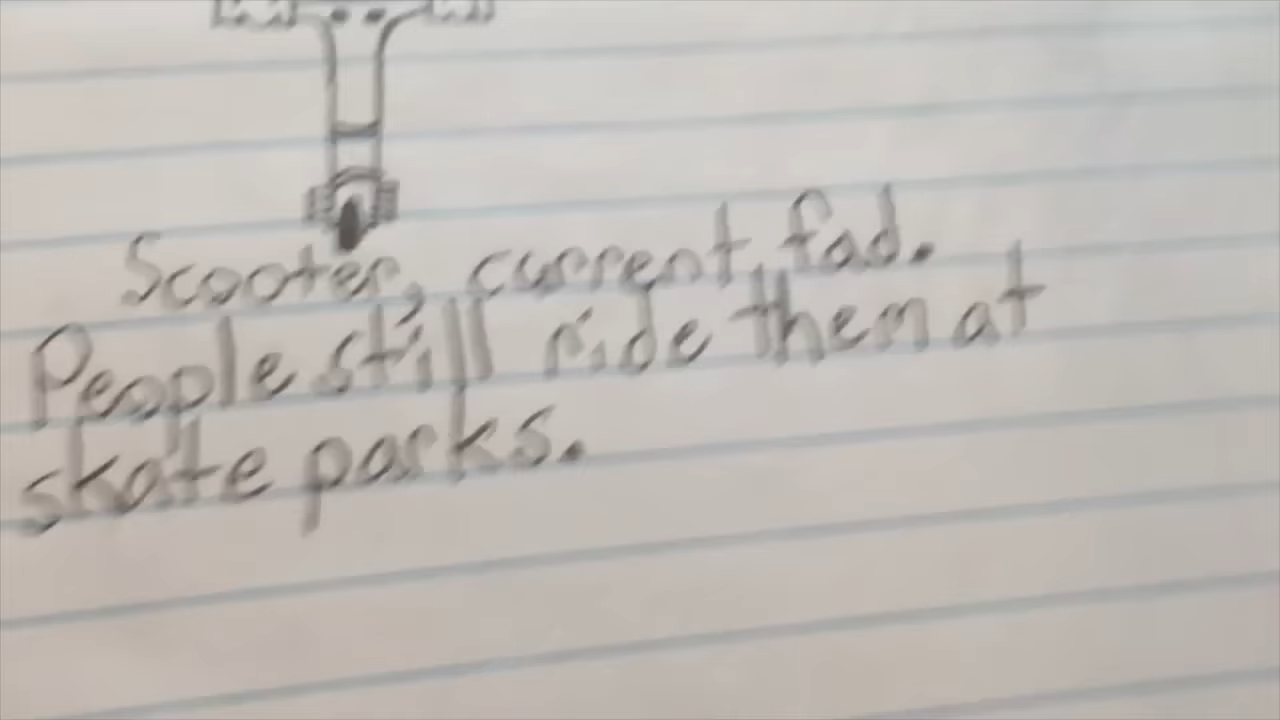 Scooter, current fad.
People still ride them at
skate parks.